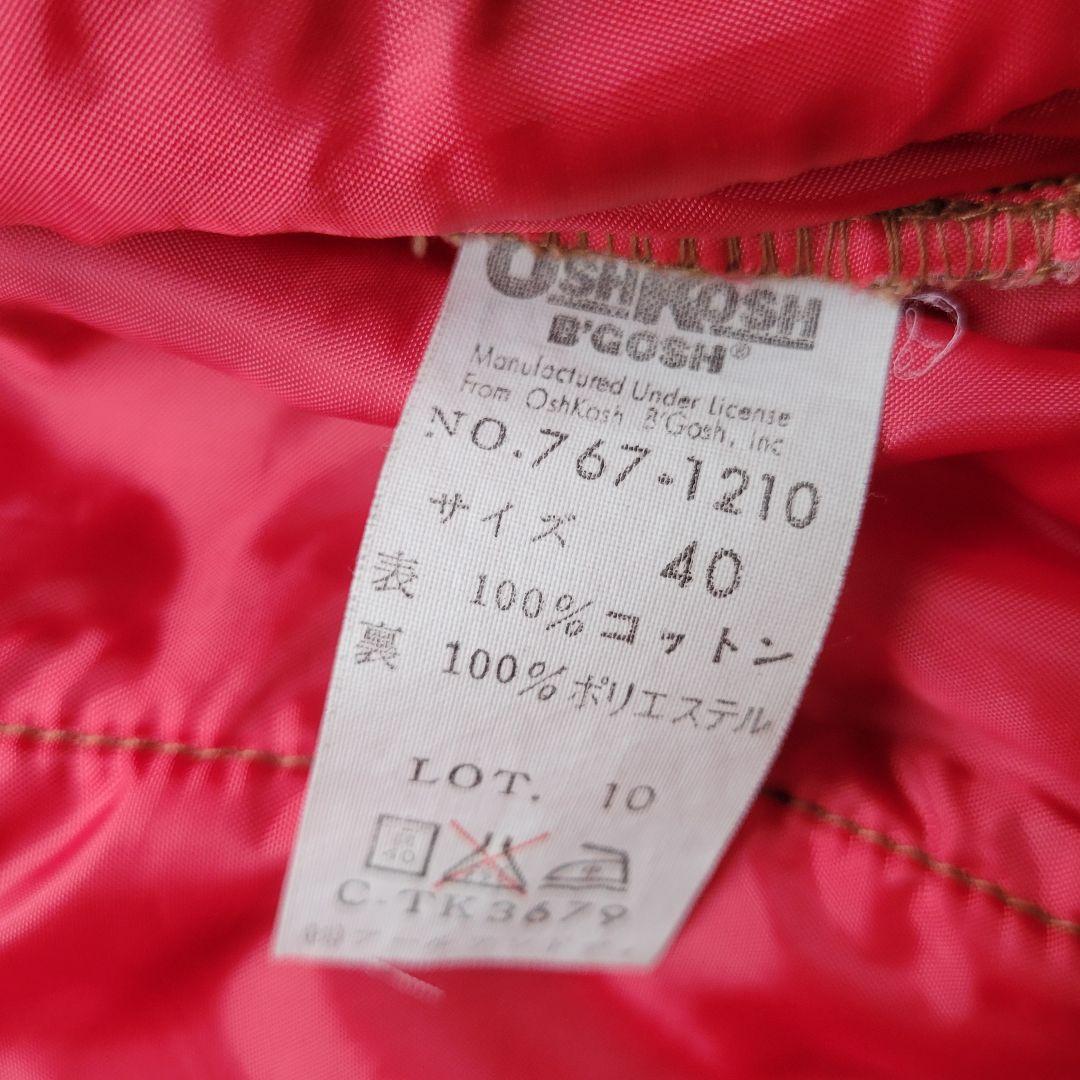 OSHKOSH
B'GOSH®
Manufactured Under License
From OshKosh B'Gosh, Inc
NO.767-1210
サイズ 40
表 100%コットン
裏 100%ポリエステル
LOT. 10
40
C-TK3679